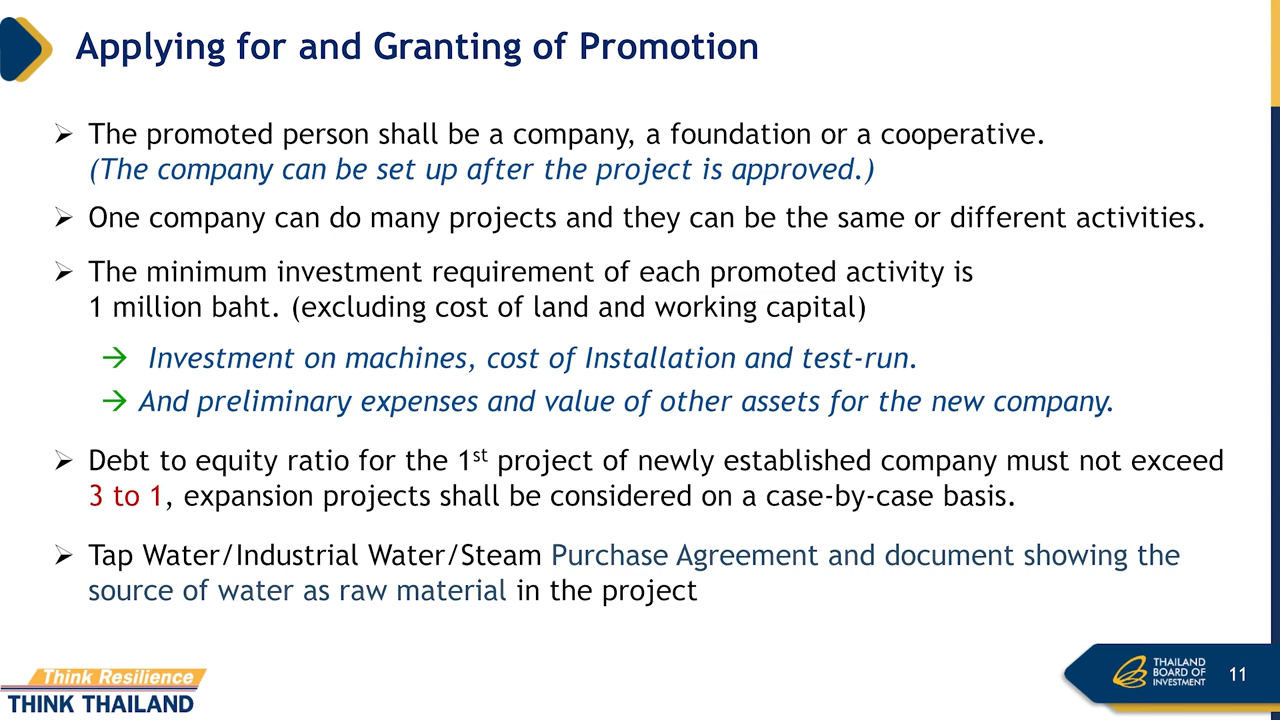 Applying for and Granting of Promotion
➢ The promoted person shall be a company, a foundation or a cooperative.
(The company can be set up after the project is approved.)
➢ One company can do many projects and they can be the same or different activities.
➢ The minimum investment requirement of each promoted activity is
1 million baht. (excluding cost of land and working capital)
→ Investment on machines, cost of Installation and test-run.
→ And preliminary expenses and value of other assets for the new company.
➢ Debt to equity ratio for the 1st project of newly established company must not exceed
3 to 1, expansion projects shall be considered on a case-by-case basis.
➢ Tap Water/Industrial Water/Steam Purchase Agreement and document showing the
source of water as raw material in the project
Think Resilience
THINK THAILAND
THAILAND
BOARD OF
INVESTMENT
11